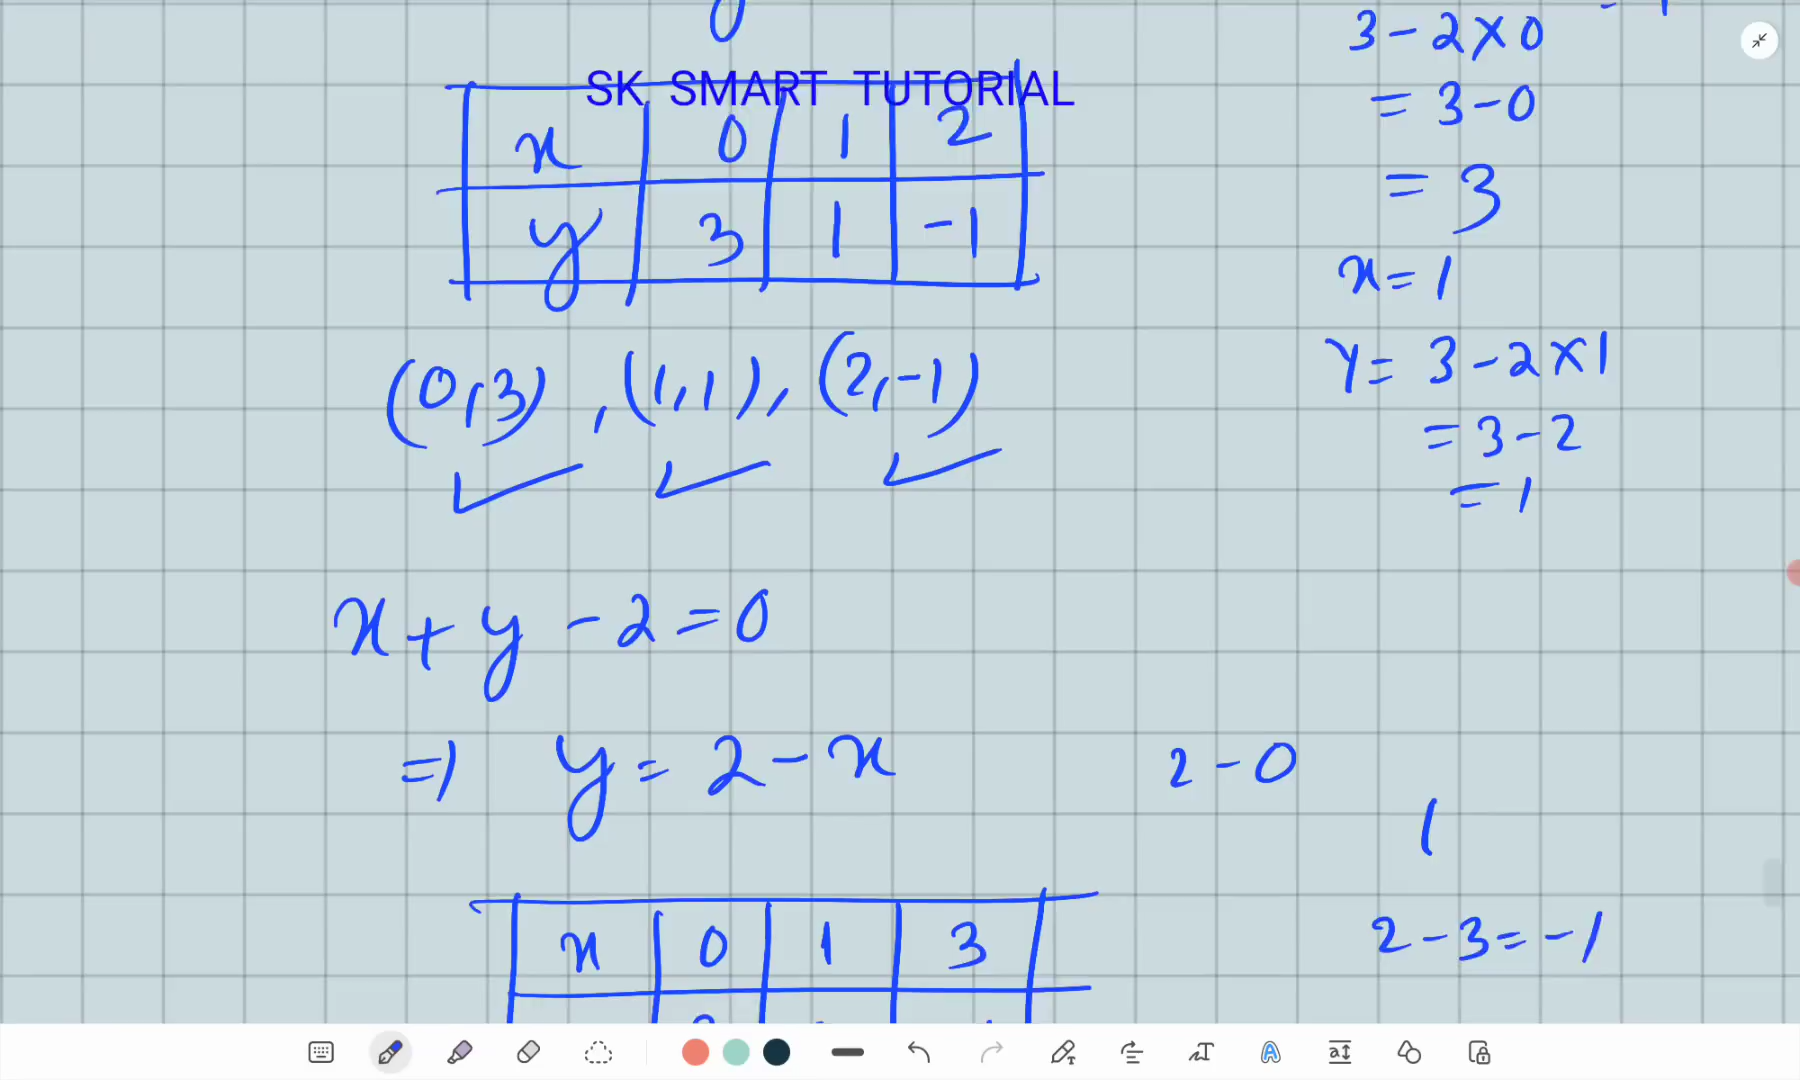 SK SMART TUTORIAL
x 0 1 2
y 3 1 -1
(0,3), (1,1), (2,-1)
x + y - 2 = 0
⇒ y = 2 - x
x 0 1 3
3 - 2 × 0
= 3 - 0
= 3
x = 1
y = 3 - 2 × 1
= 3 - 2
= 1
2 - 0
1
2 - 3 = -1